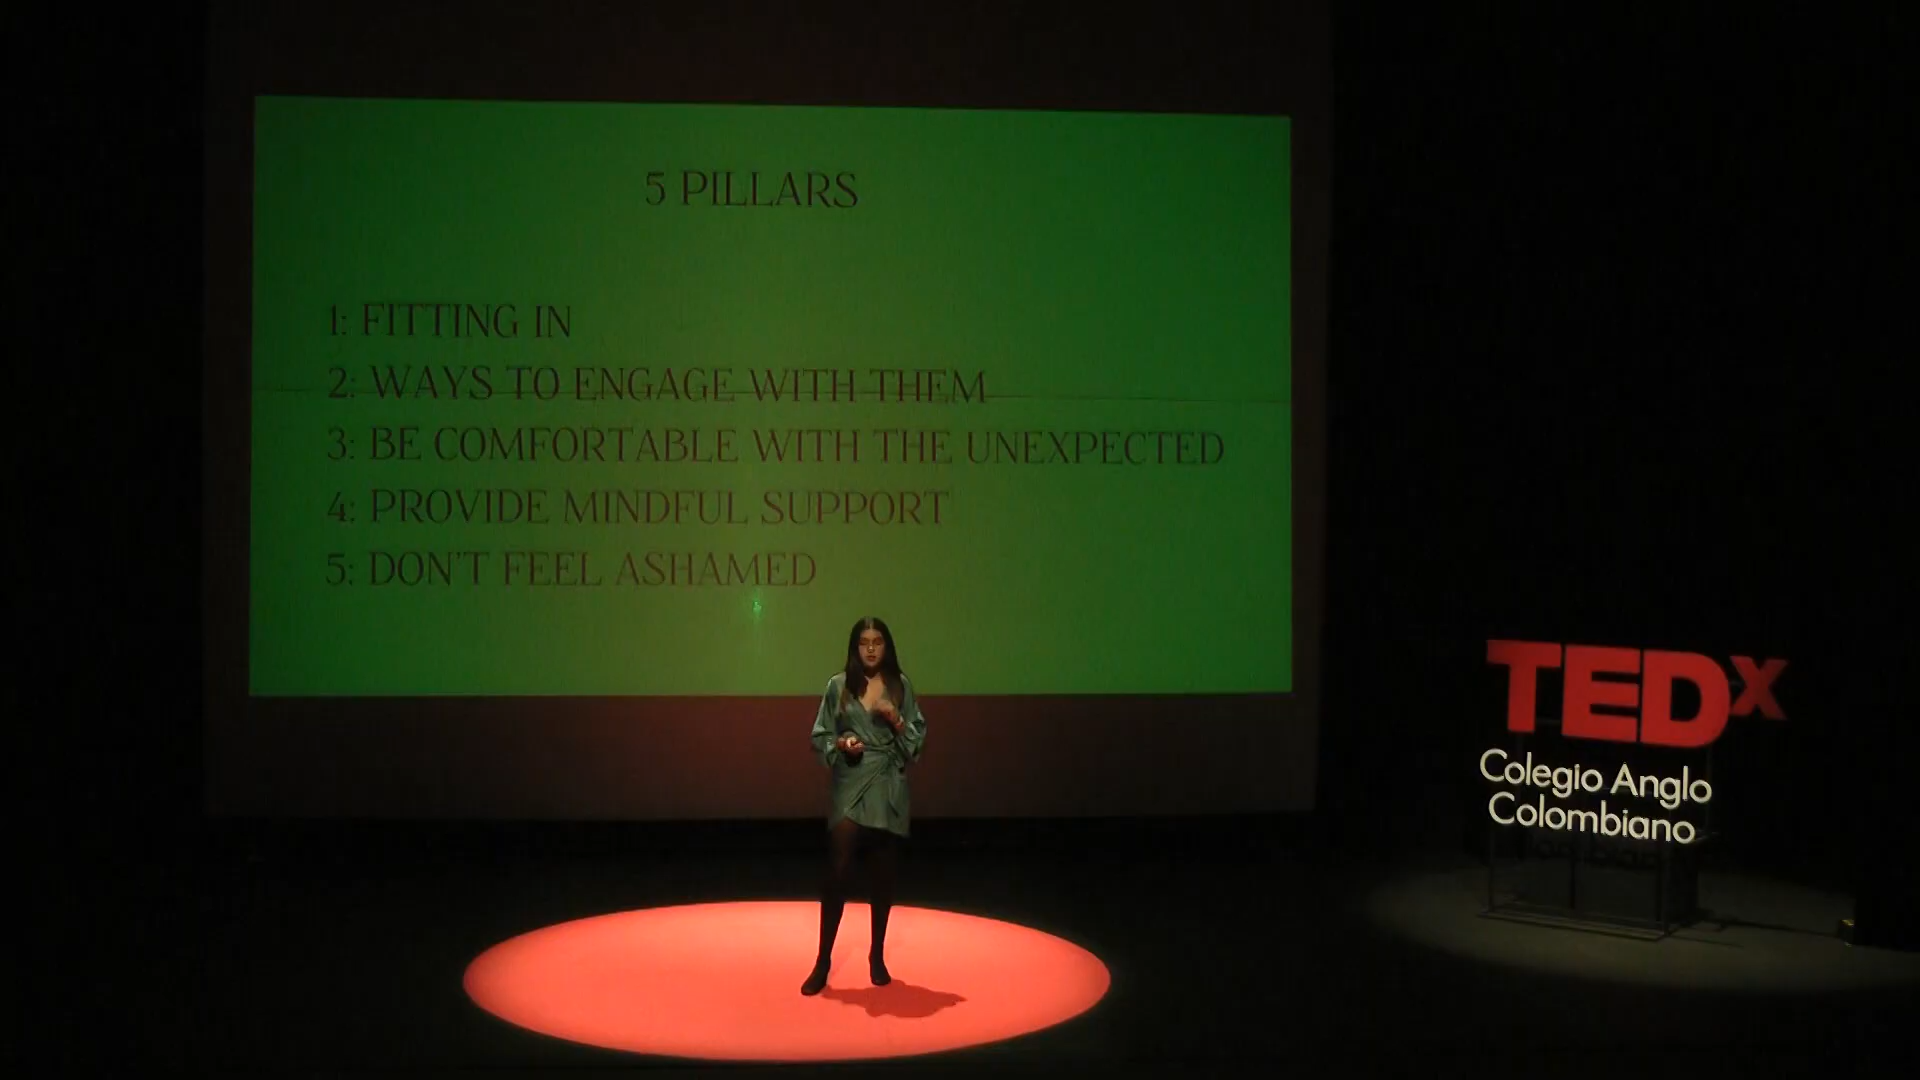 5 PILLARS
1: FITTING IN
2: WAYS TO ENGAGE WITH THEM
3: BE COMFORTABLE WITH THE UNEXPECTED
4: PROVIDE MINDFUL SUPPORT
5: DON'T FEEL ASHAMED
TEDx
Colegio Anglo
Colombiano